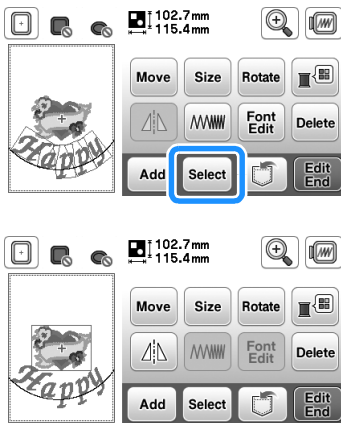 102.7mm
115.4mm
Move Size Rotate
Font
Edit
Delete
Happy
Add Select Edit
End
102.7mm
115.4mm
Move Size Rotate
Font
Edit
Delete
Happy
Add Select Edit
End